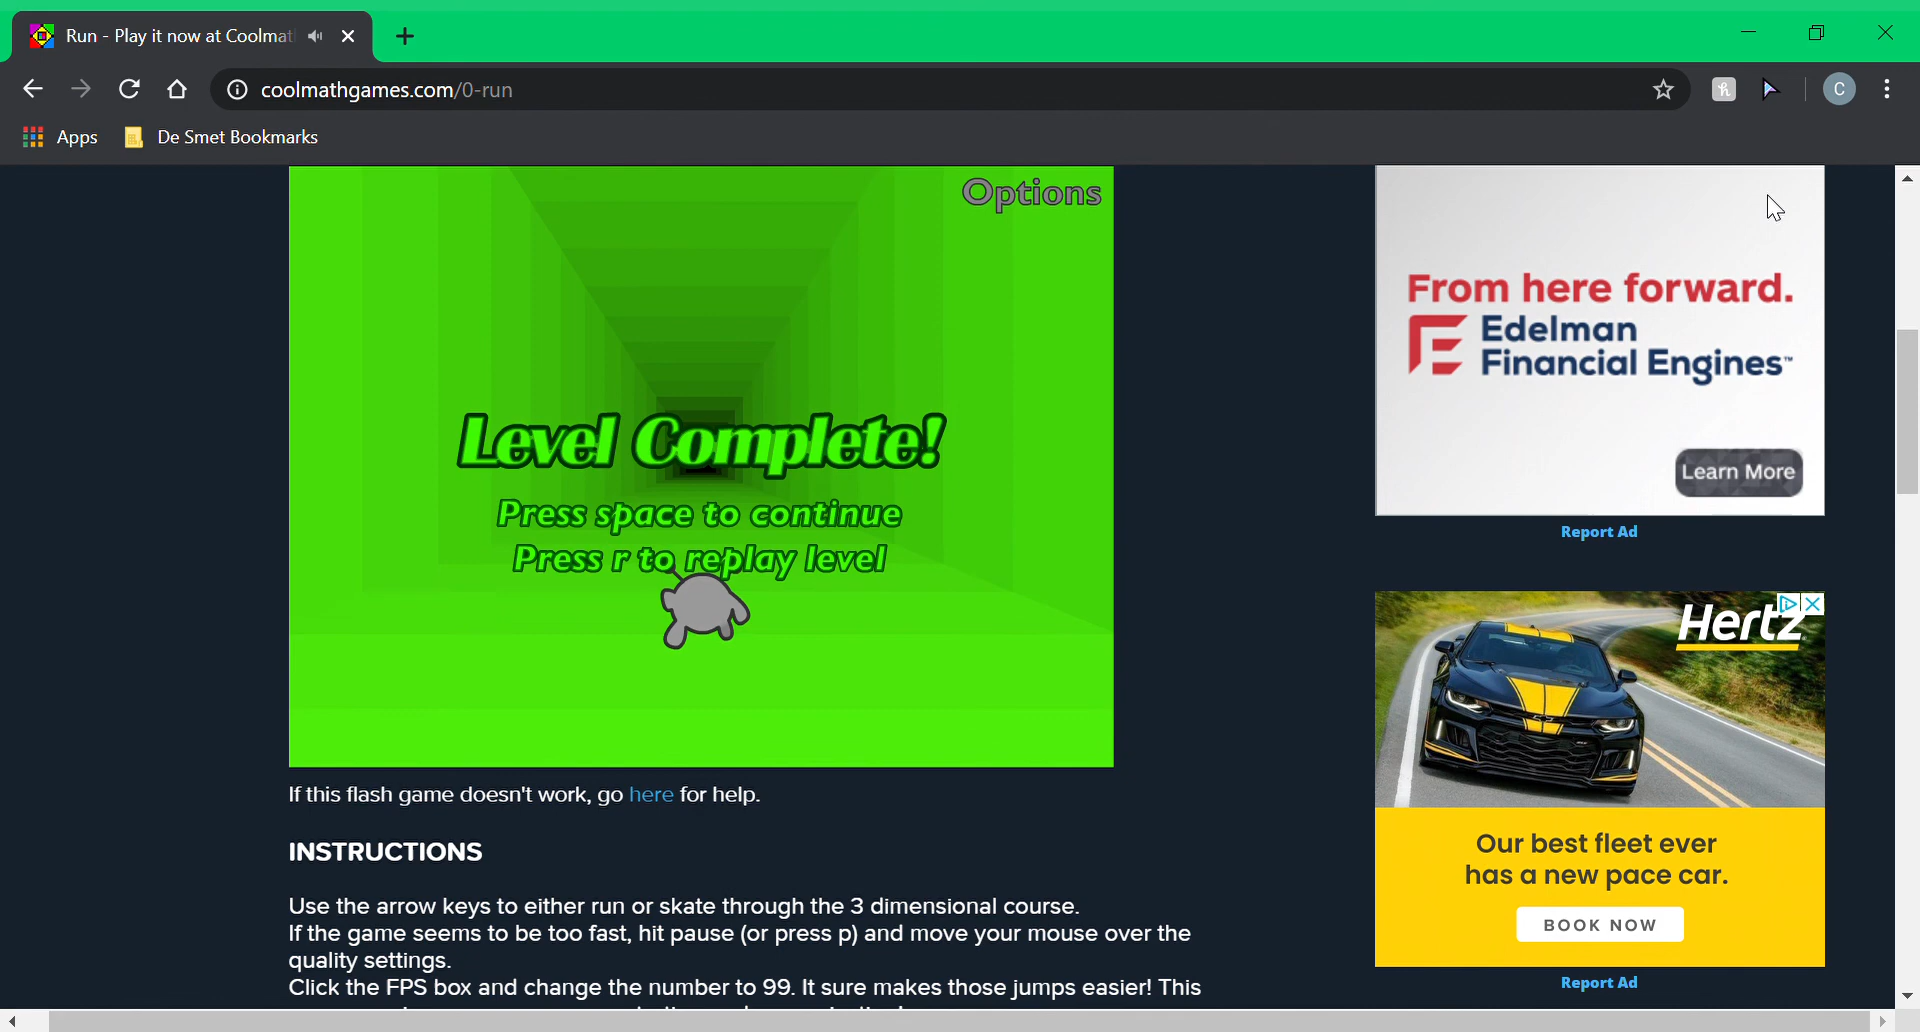 Run - Play it now at Coolmat
coolmathgames.com/0-run
C
Apps
De Smet Bookmarks
Options
Level Complete!
Press space to continue
Press r to replay level
If this flash game doesn't work, go here for help.
INSTRUCTIONS
Use the arrow keys to either run or skate through the 3 dimensional course.
If the game seems to be too fast, hit pause (or press p) and move your mouse over the
quality settings.
Click the FPS box and change the number to 99. It sure makes those jumps easier! This
From here forward.
Edelman
Financial Engines™
Learn More
Report Ad
Hertz
Our best fleet ever
has a new pace car.
BOOK NOW
Report Ad